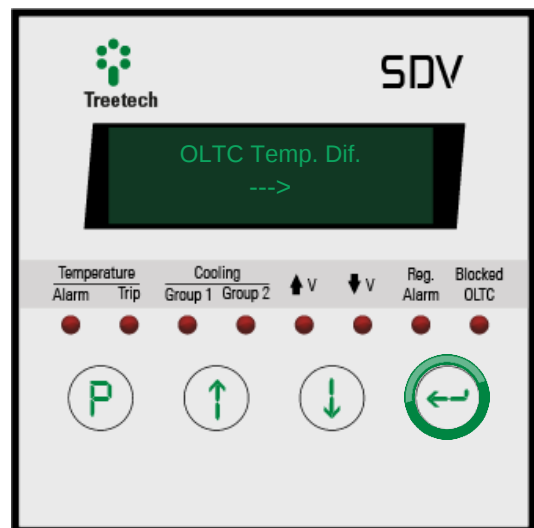 Treetech
SDV
OLTC Temp. Dif.
--->
Temperature
Alarm Trip
Cooling
Group 1 Group 2
V
V
Reg.
Alarm
Blocked
OLTC
P